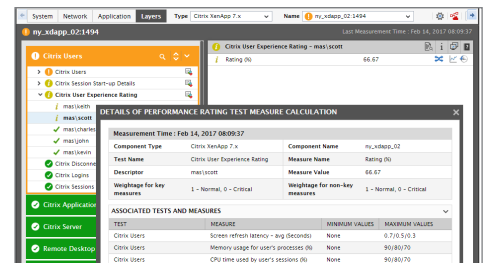 System Network Application Layers Type Citrix XenApp 7.x Name ny_xdapp_02:1494
ny_xdapp_02:1494 Last Measurement Time : Feb 14, 2017 08:09:37
Citrix Users
Citrix User Experience Rating - mas\scott
Rating (%) 66.67
Citrix Users
Citrix Session Start-up Details
Citrix User Experience Rating
mas\keith
mas\scott
mas\charles
mas\john
mas\kevin
Citrix Disconne
Citrix Logins
Citrix Sessions
Citrix Application
Citrix Server
Remote Desktop
DETAILS OF PERFORMANCE RATING TEST MEASURE CALCULATION
Measurement Time : Feb 14, 2017 08:09:37
Component Type Citrix XenApp 7.x Component Name ny_xdapp_02
Test Name Citrix User Experience Rating Measure Name Rating (%)
Descriptor mas\scott Measure Value 66.67
Weightage for key measures 1 - Normal, 0 - Critical Weightage for non-key measures 1 - Normal, 0 - Critical
ASSOCIATED TESTS AND MEASURES
TEST MEASURE MINIMUM VALUES MAXIMUM VALUES
Citrix Users Screen refresh latency - avg (Seconds) None 0.7/0.5/0.3
Citrix Users Memory usage for user's processes (%) None 90/80/70
Citrix Users CPU time used by user's sessions (%) None 90/80/70